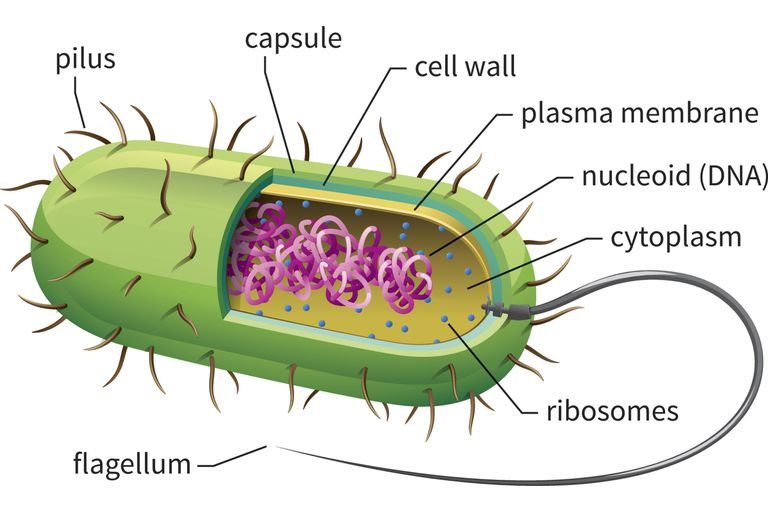 capsule
pilus
cell wall
plasma membrane
nucleoid (DNA)
cytoplasm
ribosomes
flagellum